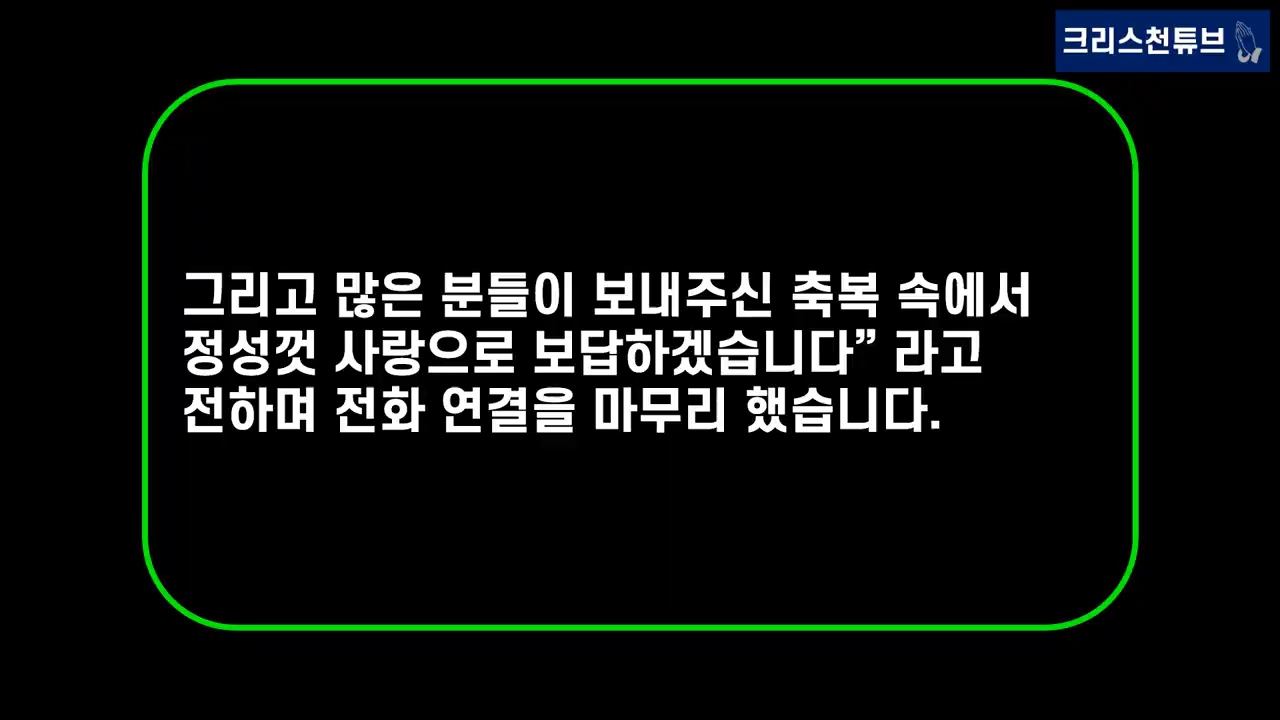 크리스천튜브
그리고 많은 분들이 보내주신 축복 속에서
정성껏 사랑으로 보답하겠습니다” 라고
전하며 전화 연결을 마무리 했습니다.